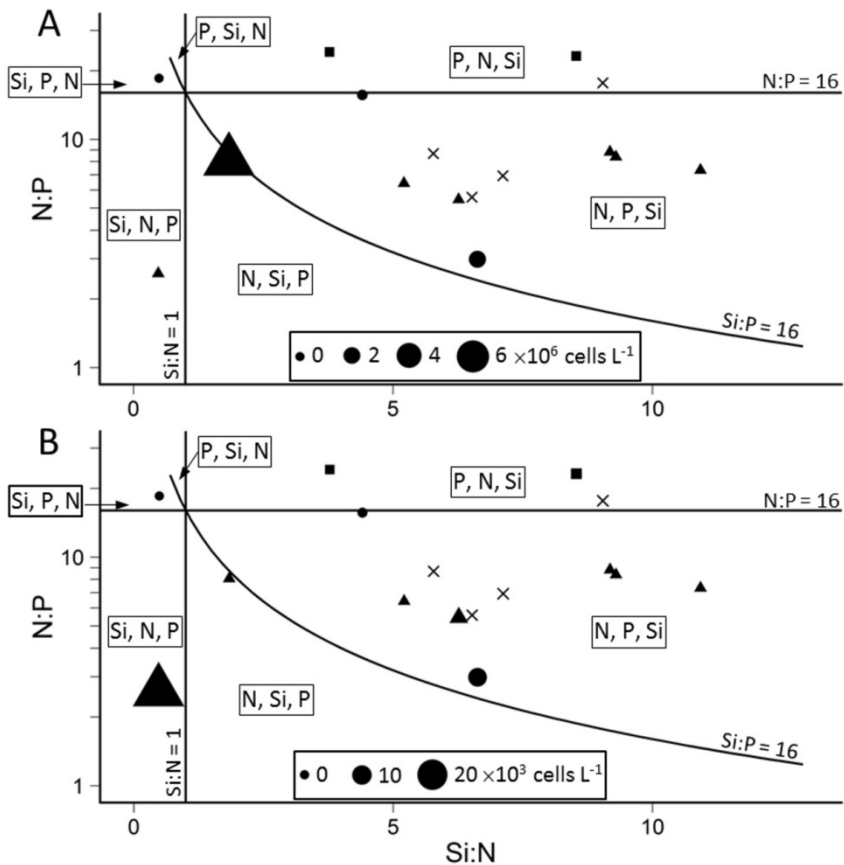 A
P, Si, N
P, N, Si
Si, P, N
N:P = 16
10
N:P
Si, N, P
N, P, Si
N, Si, P
Si:P = 16
Si:N = 1
0 2 4 6 ×10⁶ cells L⁻¹
1
0 5 10
B
P, Si, N
P, N, Si
Si, P, N
N:P = 16
10
N:P
Si, N, P
N, P, Si
N, Si, P
Si:P = 16
Si:N = 1
0 10 20 ×10³ cells L⁻¹
1
0 5 10
Si:N